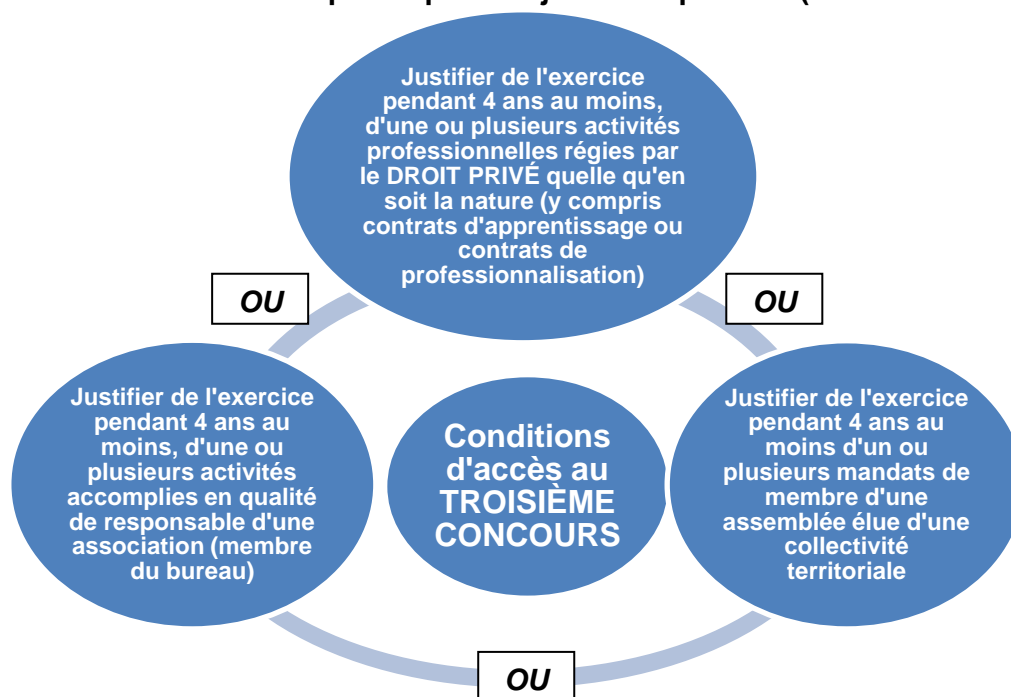 Justifier de l'exercice
pendant 4 ans au moins,
d'une ou plusieurs activités
professionnelles régies par
le DROIT PRIVÉ quelle qu'en
soit la nature (y compris
contrats d'apprentissage ou
contrats de
professionnalisation)
OU
OU
Justifier de l'exercice
pendant 4 ans au
moins, d'une ou
plusieurs activités
accomplies en qualité
de responsable d'une
association (membre
du bureau)
Conditions
d'accès au
TROISIÈME
CONCOURS
Justifier de l'exercice
pendant 4 ans au
moins d'un ou
plusieurs mandats de
membre d'une
assemblée élue d'une
collectivité
territoriale
OU